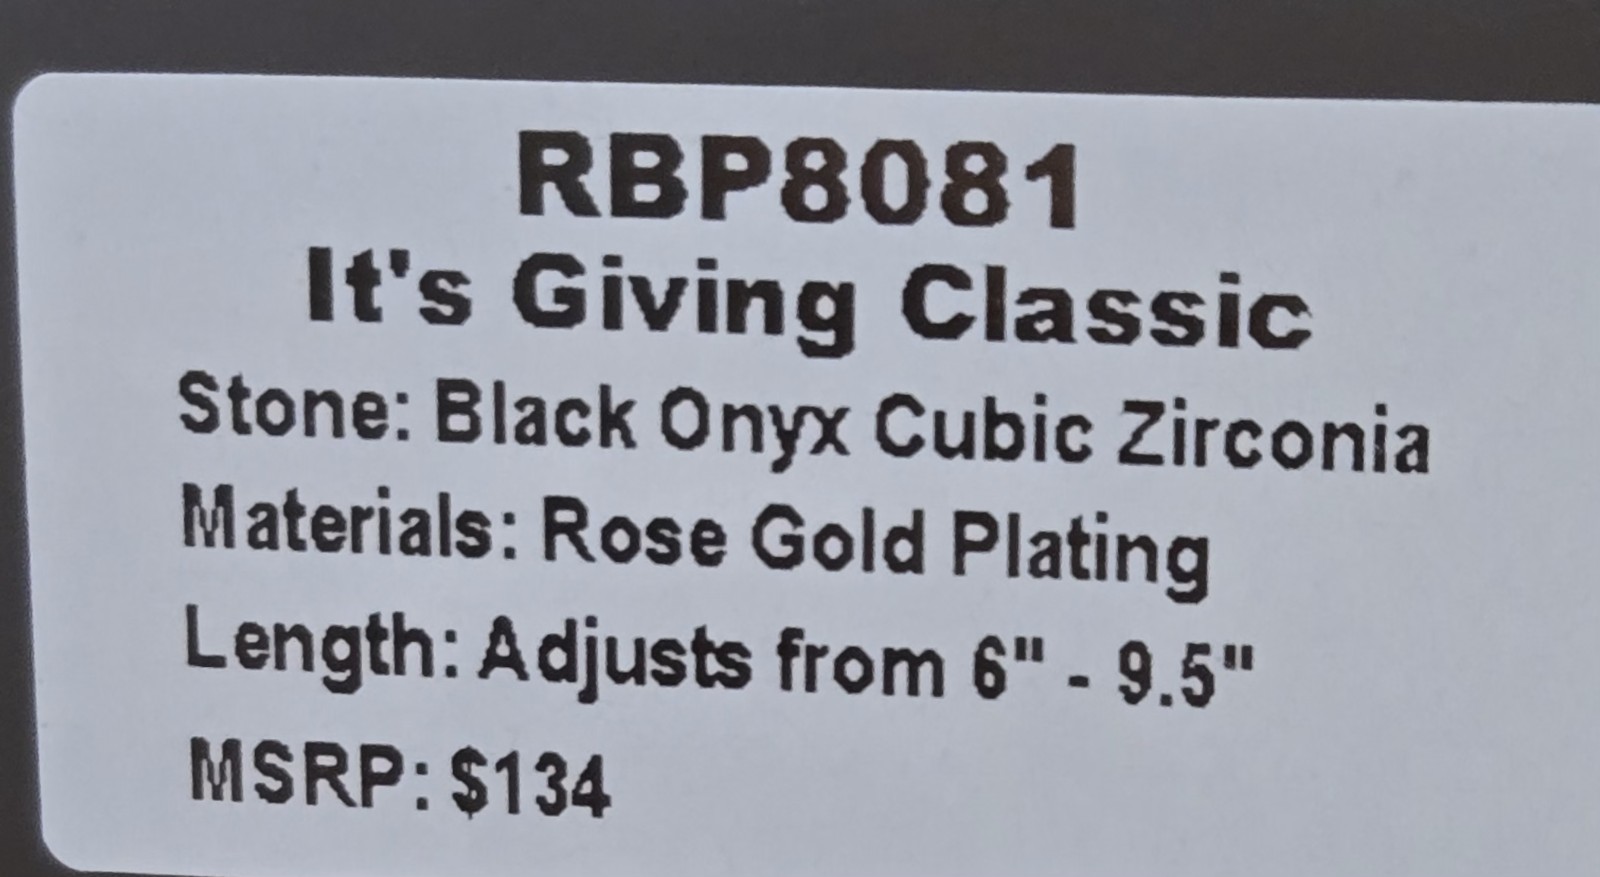 RBP8081
It's Giving Classic
Stone: Black Onyx Cubic Zirconia
Materials: Rose Gold Plating
Length: Adjusts from 6" - 9.5"
MSRP: $134